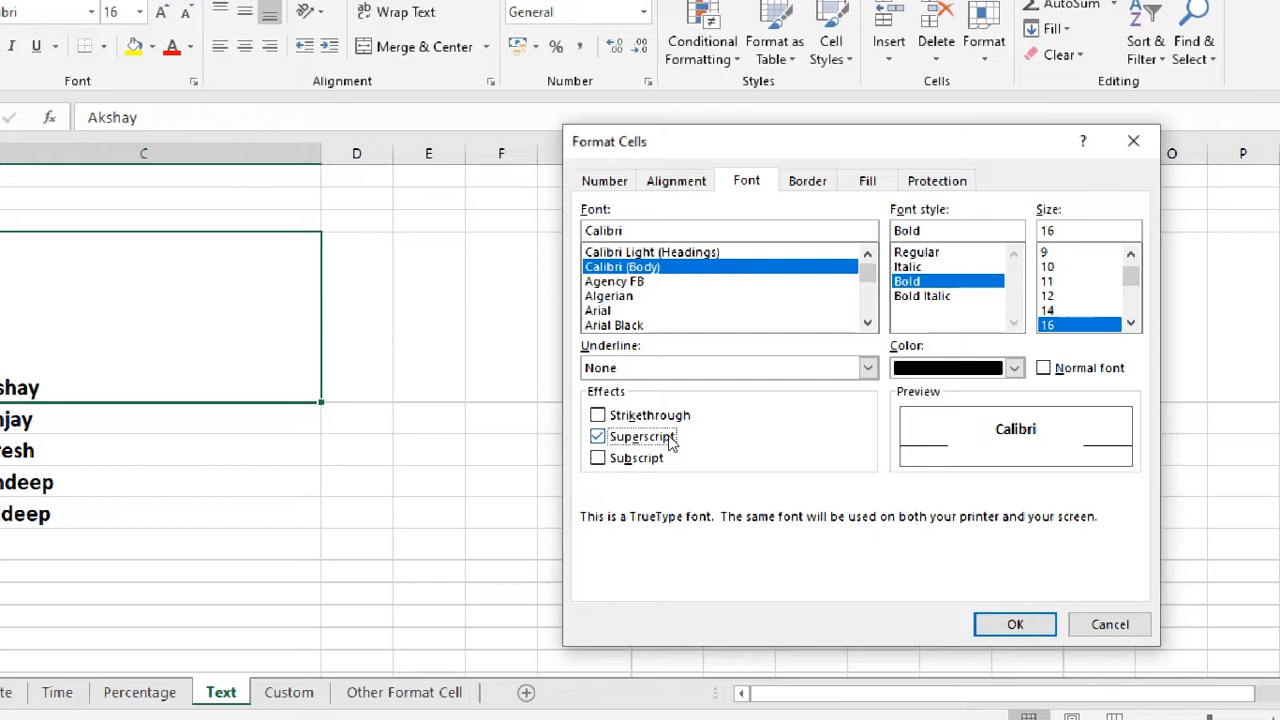 Calibri 16 Wrap Text General AutoSum
I U Merge & Center % , Conditional Formatting Format as Table Cell Styles Insert Delete Format Fill Clear Sort & Filter Find & Select
Font Alignment Number Styles Cells Editing
fx Akshay
C D E F O P
Format Cells ?
Number Alignment Font Border Fill Protection
Font: Font style: Size:
Calibri Bold 16
Calibri Light (Headings) Regular 9
Calibri (Body) Italic 10
Agency FB Bold 11
Algerian Bold Italic 12
Arial 14
Arial Black 16
Underline: Color:
None Normal font
Effects Preview
Strikethrough
Superscript Calibri
Subscript
This is a TrueType font. The same font will be used on both your printer and your screen.
OK Cancel
shay
njay
resh
ndeep
deep
te Time Percentage Text Custom Other Format Cell